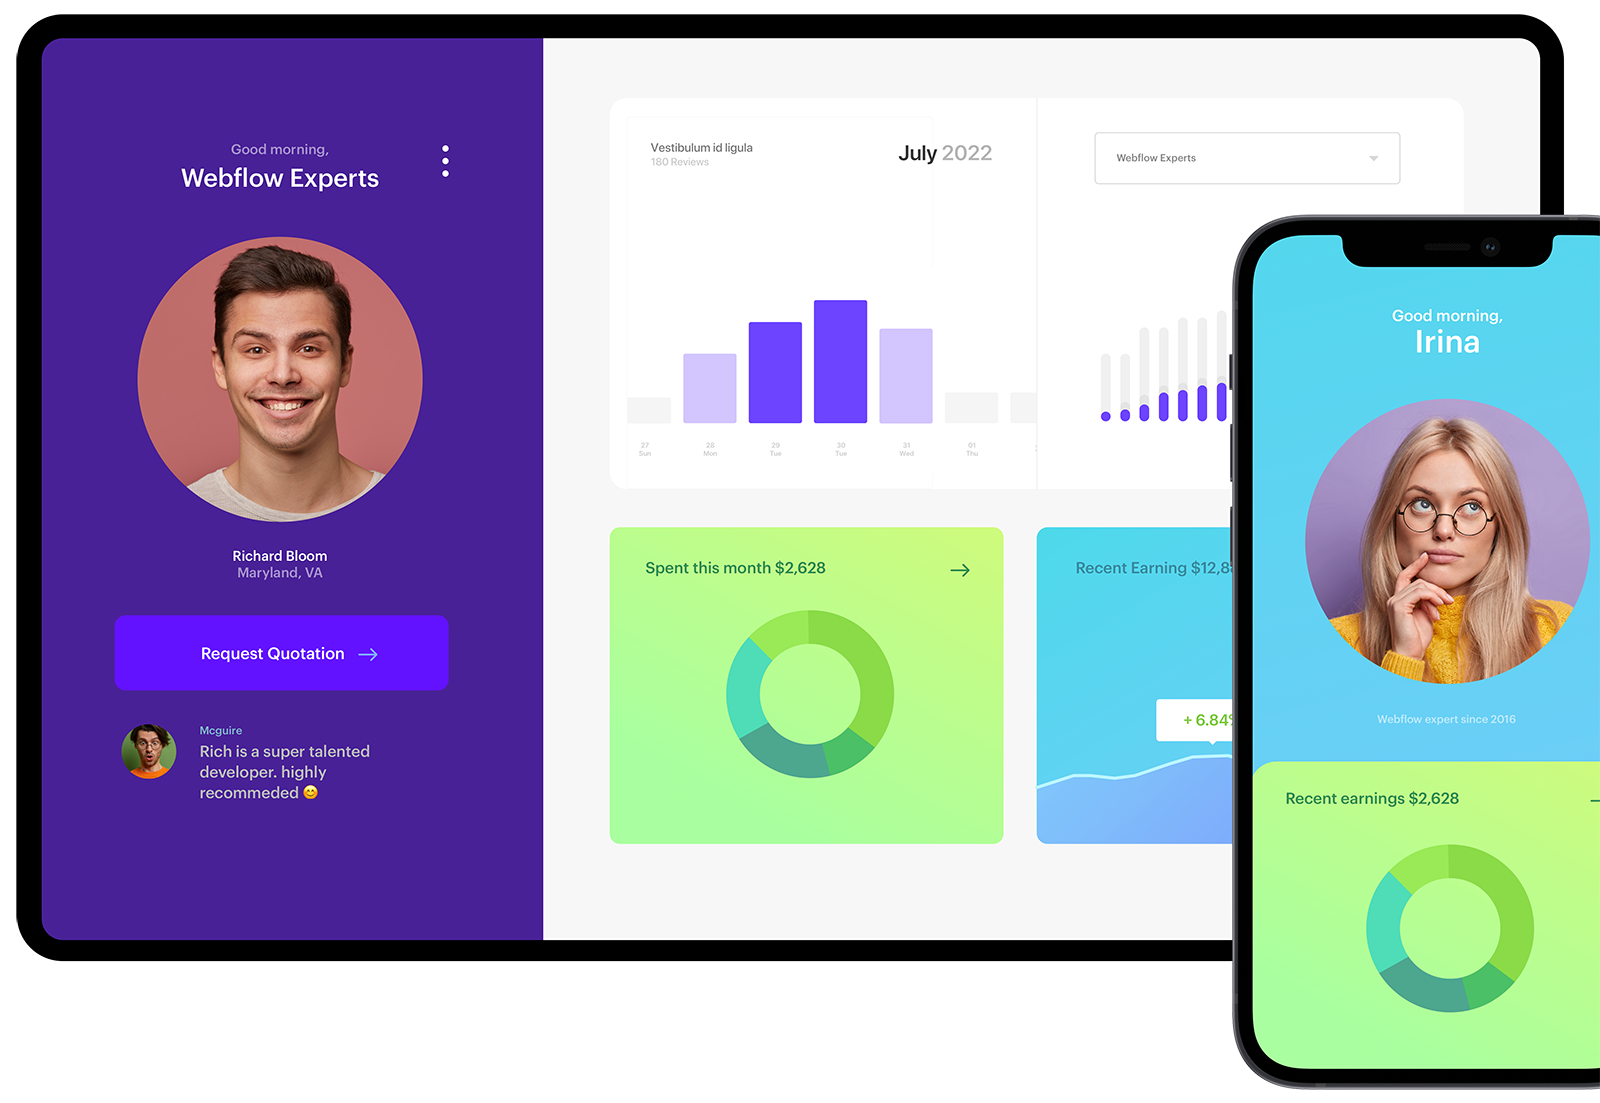 Good morning,
Webflow Experts
Richard Bloom
Maryland, VA
Request Quotation
Mcguire
Rich is a super talented
developer. highly
recommeded 😊
Vestibulum id ligula
180 Reviews
July 2022
27 28 29 30 31 01
Sun Mon Tue Tue Wed Thu
Webflow Experts
Spent this month $2,628
Recent Earning $12,8
+ 6.84%
Good morning,
Irina
Webflow expert since 2016
Recent earnings $2,628